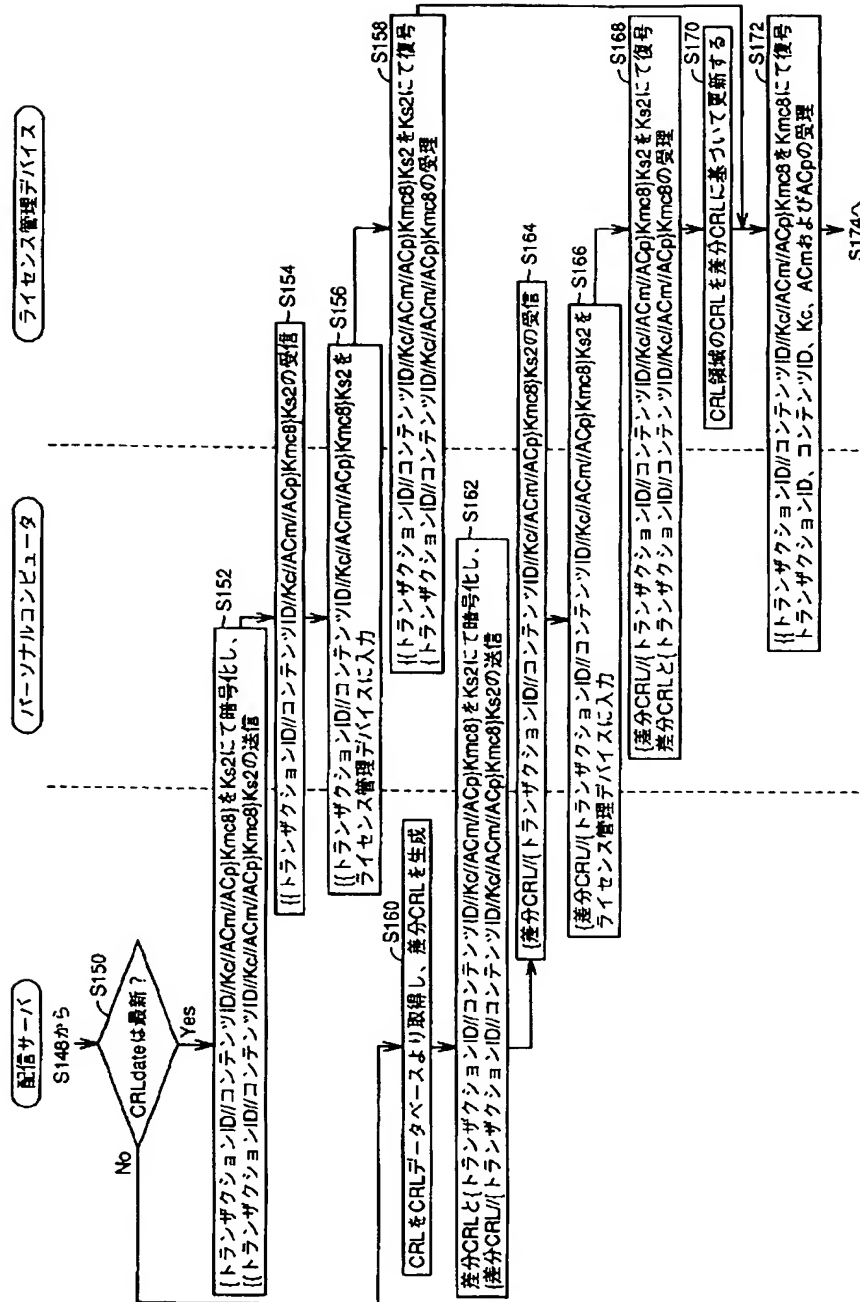 配信サーバ
パーソナルコンピュータ
ライセンス管理デバイス
S148から
S150
CRLdateは最新？
No
Yes
S152
{トランザクションID//コンテンツID//Kc//ACm//ACp}Kmc8}をKs2にて暗号化し、
{{トランザクションID//コンテンツID//Kc//ACm//ACp}Kmc8}Ks2の送信
S154
{{トランザクションID//コンテンツID//Kc//ACm//ACp}Kmc8}Ks2の受信
S156
{{トランザクションID//コンテンツID//Kc//ACm//ACp}Kmc8}Ks2を
ライセンス管理デバイスに入力
S158
{{トランザクションID//コンテンツID//Kc//ACm//ACp}Kmc8}Ks2をKs2にて復号
{トランザクションID//コンテンツID//Kc//ACm//ACp}Kmc8の受理
S160
CRLをCRLデータベースより取得し、差分CRLを生成
S162
差分CRLと{トランザクションID//コンテンツID//Kc//ACm//ACp}Kmc8}をKs2にて暗号化し、
{差分CRL//{トランザクションID//コンテンツID//Kc//ACm//ACp}Kmc8}Ks2の送信
S164
{差分CRL//{トランザクションID//コンテンツID//Kc//ACm//ACp}Kmc8}Ks2の受信
S166
{差分CRL//{トランザクションID//コンテンツID//Kc//ACm//ACp}Kmc8}Ks2を
ライセンス管理デバイスに入力
S168
{差分CRL//{トランザクションID//コンテンツID//Kc//ACm//ACp}Kmc8}Ks2をKs2にて復号
差分CRLと{トランザクションID//コンテンツID//Kc//ACm//ACp}Kmc8の受理
S170
CRL領域のCRLを差分CRLに基づいて更新する
S172
{{トランザクションID//コンテンツID//Kc//ACm//ACp}Kmc8をKmc8にて復号
トランザクションID、コンテンツID、Kc、ACmおよびACpの受理
S174へ